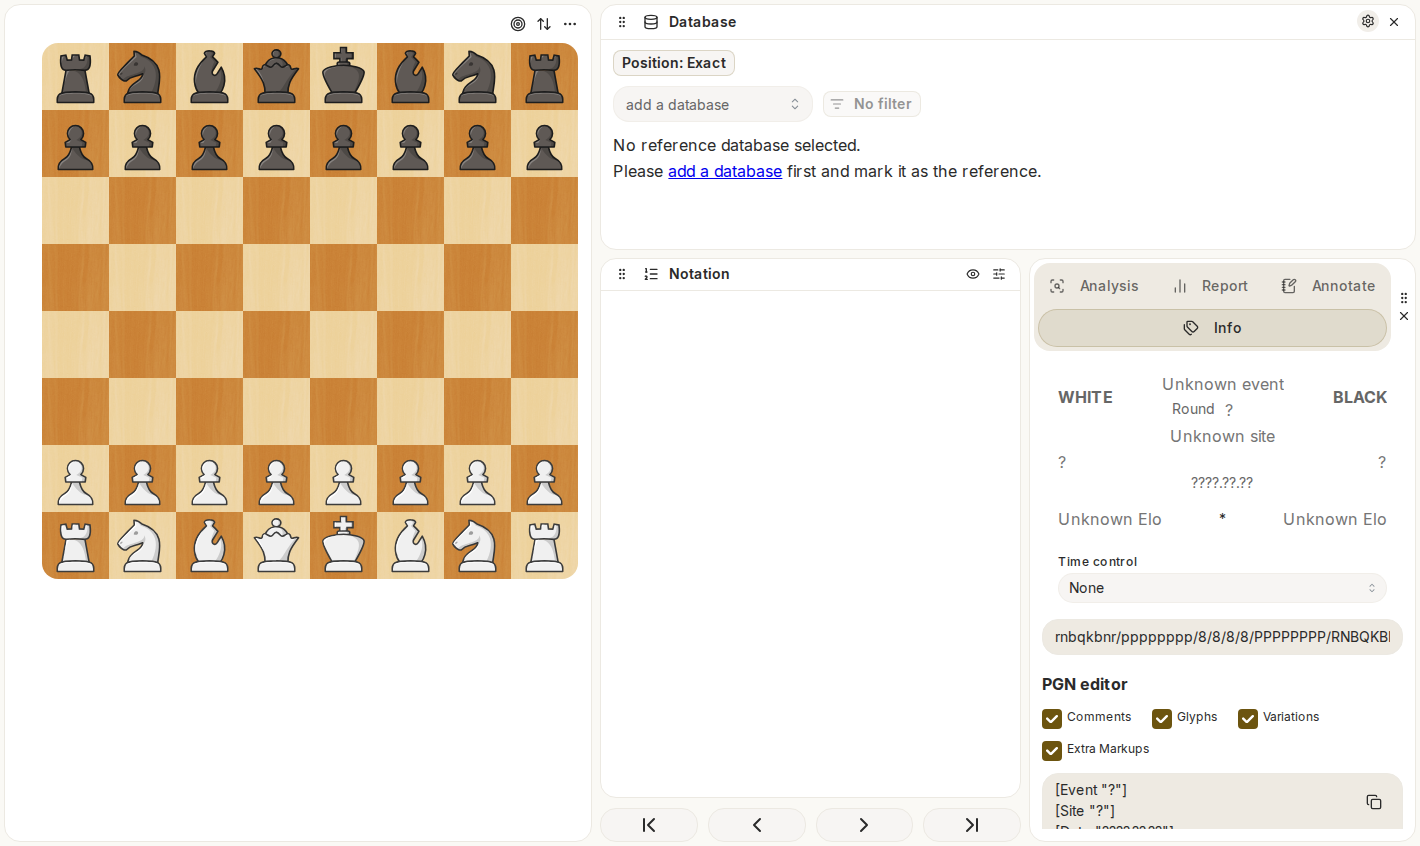 Database
Position: Exact
add a database
No filter
No reference database selected.
Please add a database first and mark it as the reference.
Notation
Analysis
Report
Annotate
Info
WHITE
Unknown event
BLACK
Round ?
Unknown site
?
?
????.??.??
Unknown Elo
*
Unknown Elo
Time control
None
rnbqkbnr/pppppppp/8/8/8/8/PPPPPPPP/RNBQKB
PGN editor
Comments
Glyphs
Variations
Extra Markups
[Event "?"]
[Site "?"]
[Date "????.??.??"]